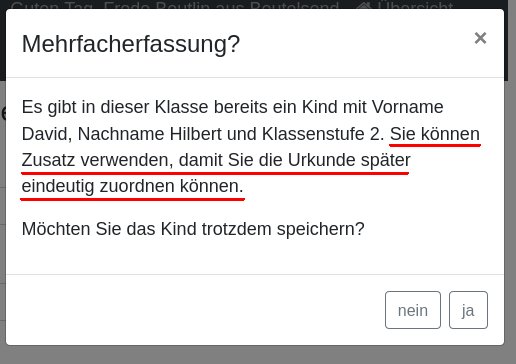 Guten Tag, Frodo Beutlin aus Beutelsend Übersicht
Mehrfacherfassung?
×
Es gibt in dieser Klasse bereits ein Kind mit Vorname
David, Nachname Hilbert und Klassenstufe 2. Sie können
Zusatz verwenden, damit Sie die Urkunde später
eindeutig zuordnen können.
Möchten Sie das Kind trotzdem speichern?
nein ja